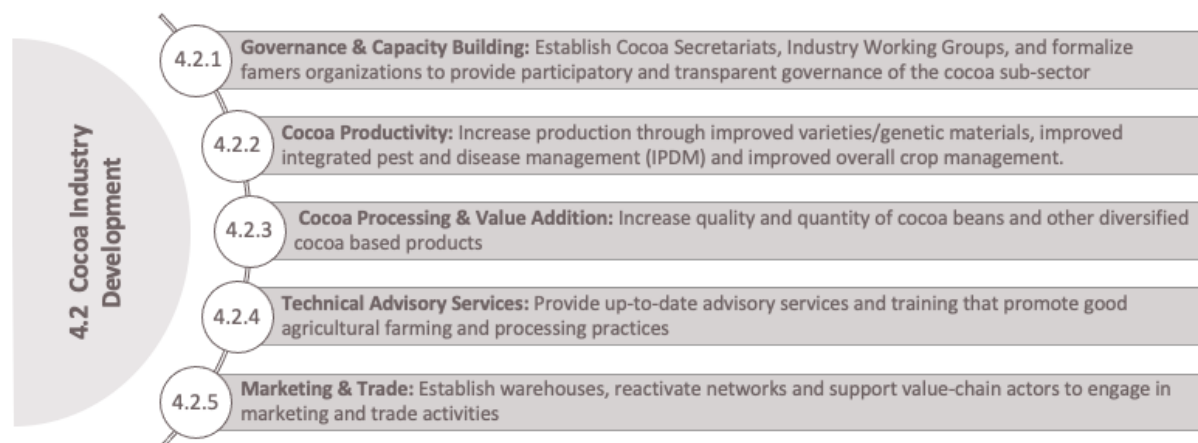 4.2 Cocoa Industry
Development
4.2.1
Governance & Capacity Building: Establish Cocoa Secretariats, Industry Working Groups, and formalize
famers organizations to provide participatory and transparent governance of the cocoa sub-sector
4.2.2
Cocoa Productivity: Increase production through improved varieties/genetic materials, improved
integrated pest and disease management (IPDM) and improved overall crop management.
4.2.3
Cocoa Processing & Value Addition: Increase quality and quantity of cocoa beans and other diversified
cocoa based products
4.2.4
Technical Advisory Services: Provide up-to-date advisory services and training that promote good
agricultural farming and processing practices
4.2.5
Marketing & Trade: Establish warehouses, reactivate networks and support value-chain actors to engage in
marketing and trade activities